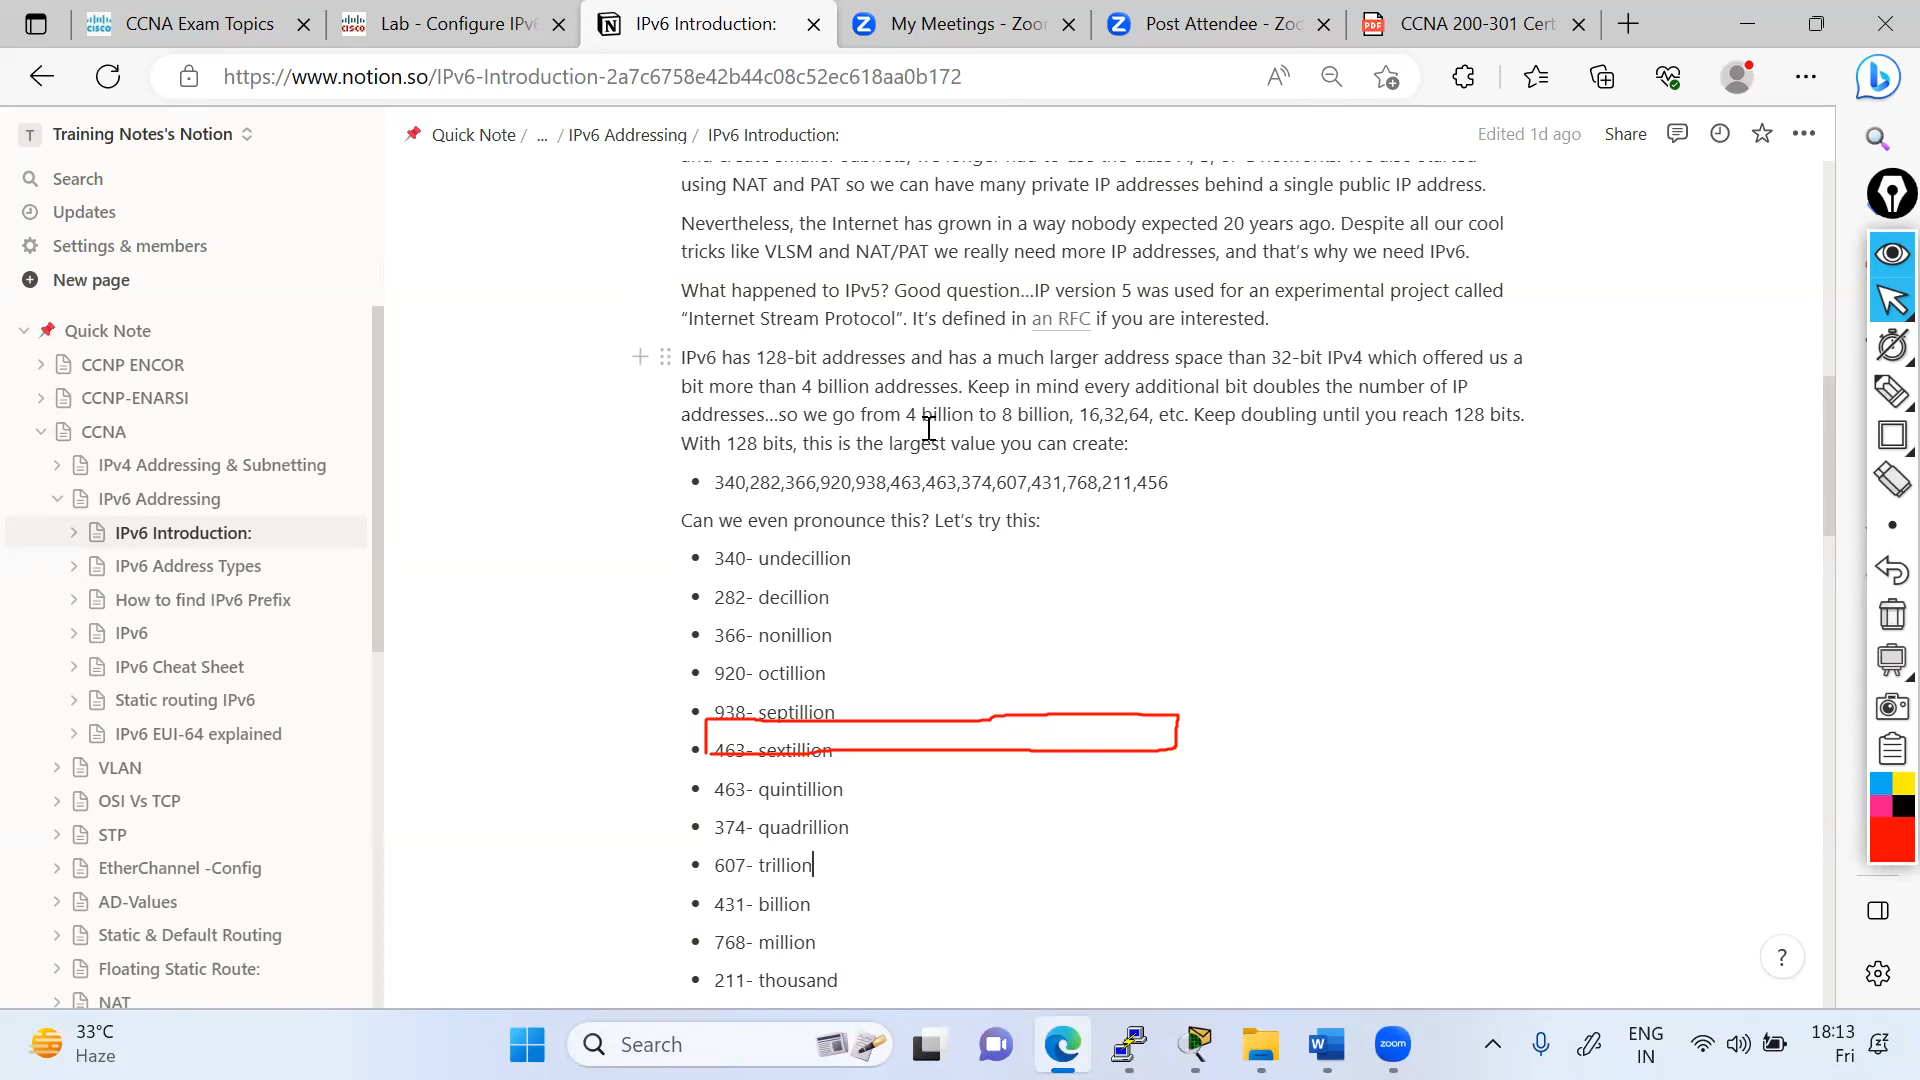 CCNA Exam Topics
Lab - Configure IPv
IPv6 Introduction:
My Meetings - Zoo
Post Attendee - Zoo
CCNA 200-301 Cert
https://www.notion.so/IPv6-Introduction-2a7c6758e42b44c08c52ec618aa0b172
T Training Notes's Notion
Quick Note / ... / IPv6 Addressing / IPv6 Introduction:
Edited 1d ago Share
Search
Updates
Settings & members
New page
Quick Note
CCNP ENCOR
CCNP-ENARSI
CCNA
IPv4 Addressing & Subnetting
IPv6 Addressing
IPv6 Introduction:
IPv6 Address Types
How to find IPv6 Prefix
IPv6
IPv6 Cheat Sheet
Static routing IPv6
IPv6 EUI-64 explained
VLAN
OSI Vs TCP
STP
EtherChannel -Config
AD-Values
Static & Default Routing
Floating Static Route:
NAT
using NAT and PAT so we can have many private IP addresses behind a single public IP address.
Nevertheless, the Internet has grown in a way nobody expected 20 years ago. Despite all our cool
tricks like VLSM and NAT/PAT we really need more IP addresses, and that’s why we need IPv6.
What happened to IPv5? Good question…IP version 5 was used for an experimental project called
“Internet Stream Protocol”. It’s defined in an RFC if you are interested.
IPv6 has 128-bit addresses and has a much larger address space than 32-bit IPv4 which offered us a
bit more than 4 billion addresses. Keep in mind every additional bit doubles the number of IP
addresses…so we go from 4 billion to 8 billion, 16,32,64, etc. Keep doubling until you reach 128 bits.
With 128 bits, this is the largest value you can create:
• 340,282,366,920,938,463,463,374,607,431,768,211,456
Can we even pronounce this? Let’s try this:
• 340- undecillion
• 282- decillion
• 366- nonillion
• 920- octillion
• 938- septillion
• 463- sextillion
• 463- quintillion
• 374- quadrillion
• 607- trillion
• 431- billion
• 768- million
• 211- thousand
?
33°C
Haze
Search
zoom
ENG
IN
18:13
Fri